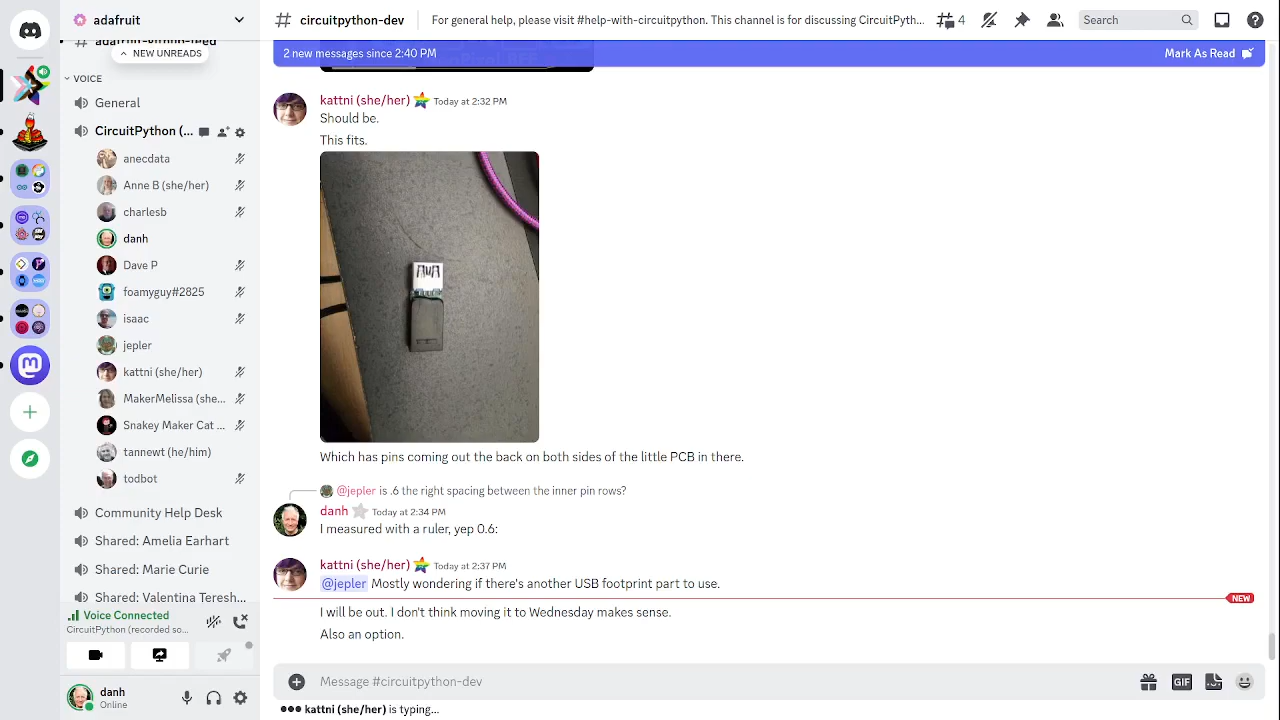 adafruit
circuitpython-dev
For general help, please visit #help-with-circuitpython. This channel is for discussing CircuitPyth...
4
Search
NEW UNREADS
2 new messages since 2:40 PM
Mark As Read
VOICE
General
CircuitPython (...
anecdata
Anne B (she/her)
charlesb
danh
Dave P
foamyguy#2825
isaac
jepler
kattni (she/her)
MakerMelissa (she...
Snakey Maker Cat ...
tannewt (he/him)
todbot
Community Help Desk
Shared: Amelia Earhart
Shared: Marie Curie
Shared: Valentina Teresh...
Voice Connected
CircuitPython (recorded so...
danh
Online
kattni (she/her) Today at 2:32 PM
Should be.
This fits.
Which has pins coming out the back on both sides of the little PCB in there.
@jepler is .6 the right spacing between the inner pin rows?
danh Today at 2:34 PM
I measured with a ruler, yep 0.6:
kattni (she/her) Today at 2:37 PM
@jepler Mostly wondering if there's another USB footprint part to use.
NEW
I will be out. I don't think moving it to Wednesday makes sense.
Also an option.
Message #circuitpython-dev
GIF
kattni (she/her) is typing...